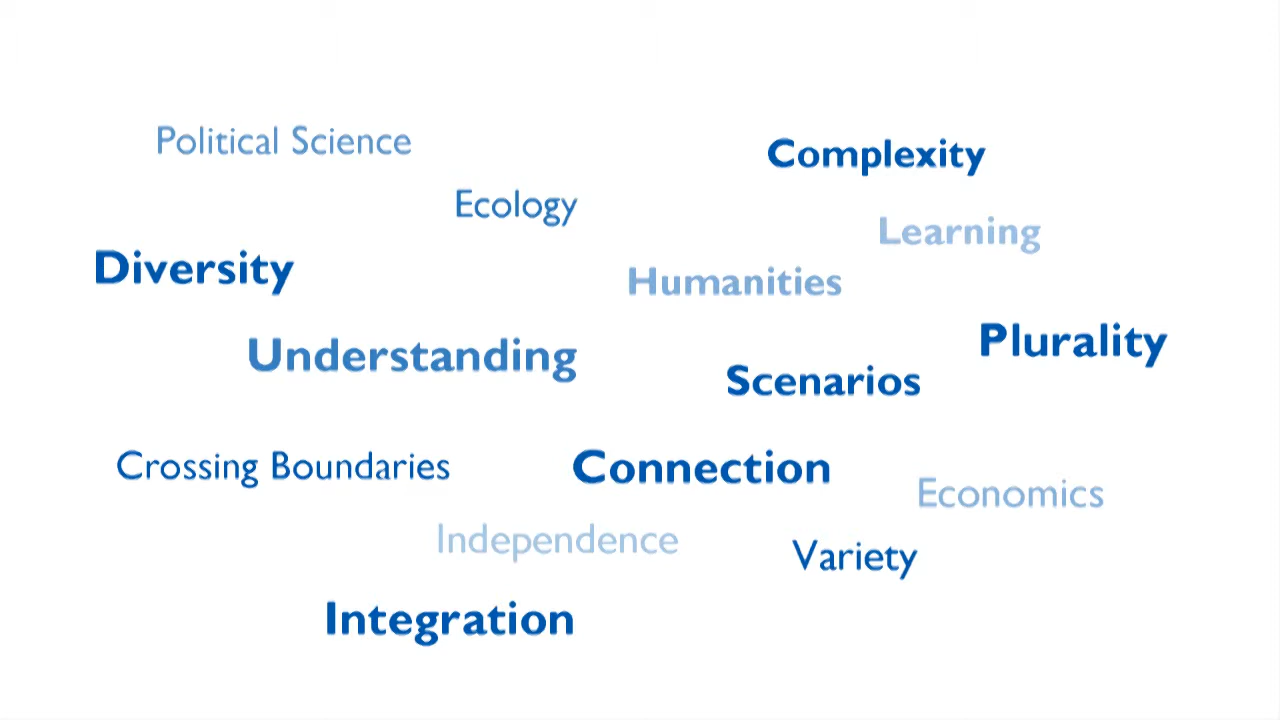 Political Science
Complexity
Ecology
Learning
Diversity
Humanities
Plurality
Understanding
Scenarios
Crossing Boundaries
Connection
Economics
Independence
Variety
Integration